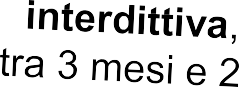 interdittiva,
tra 3 mesi e 2